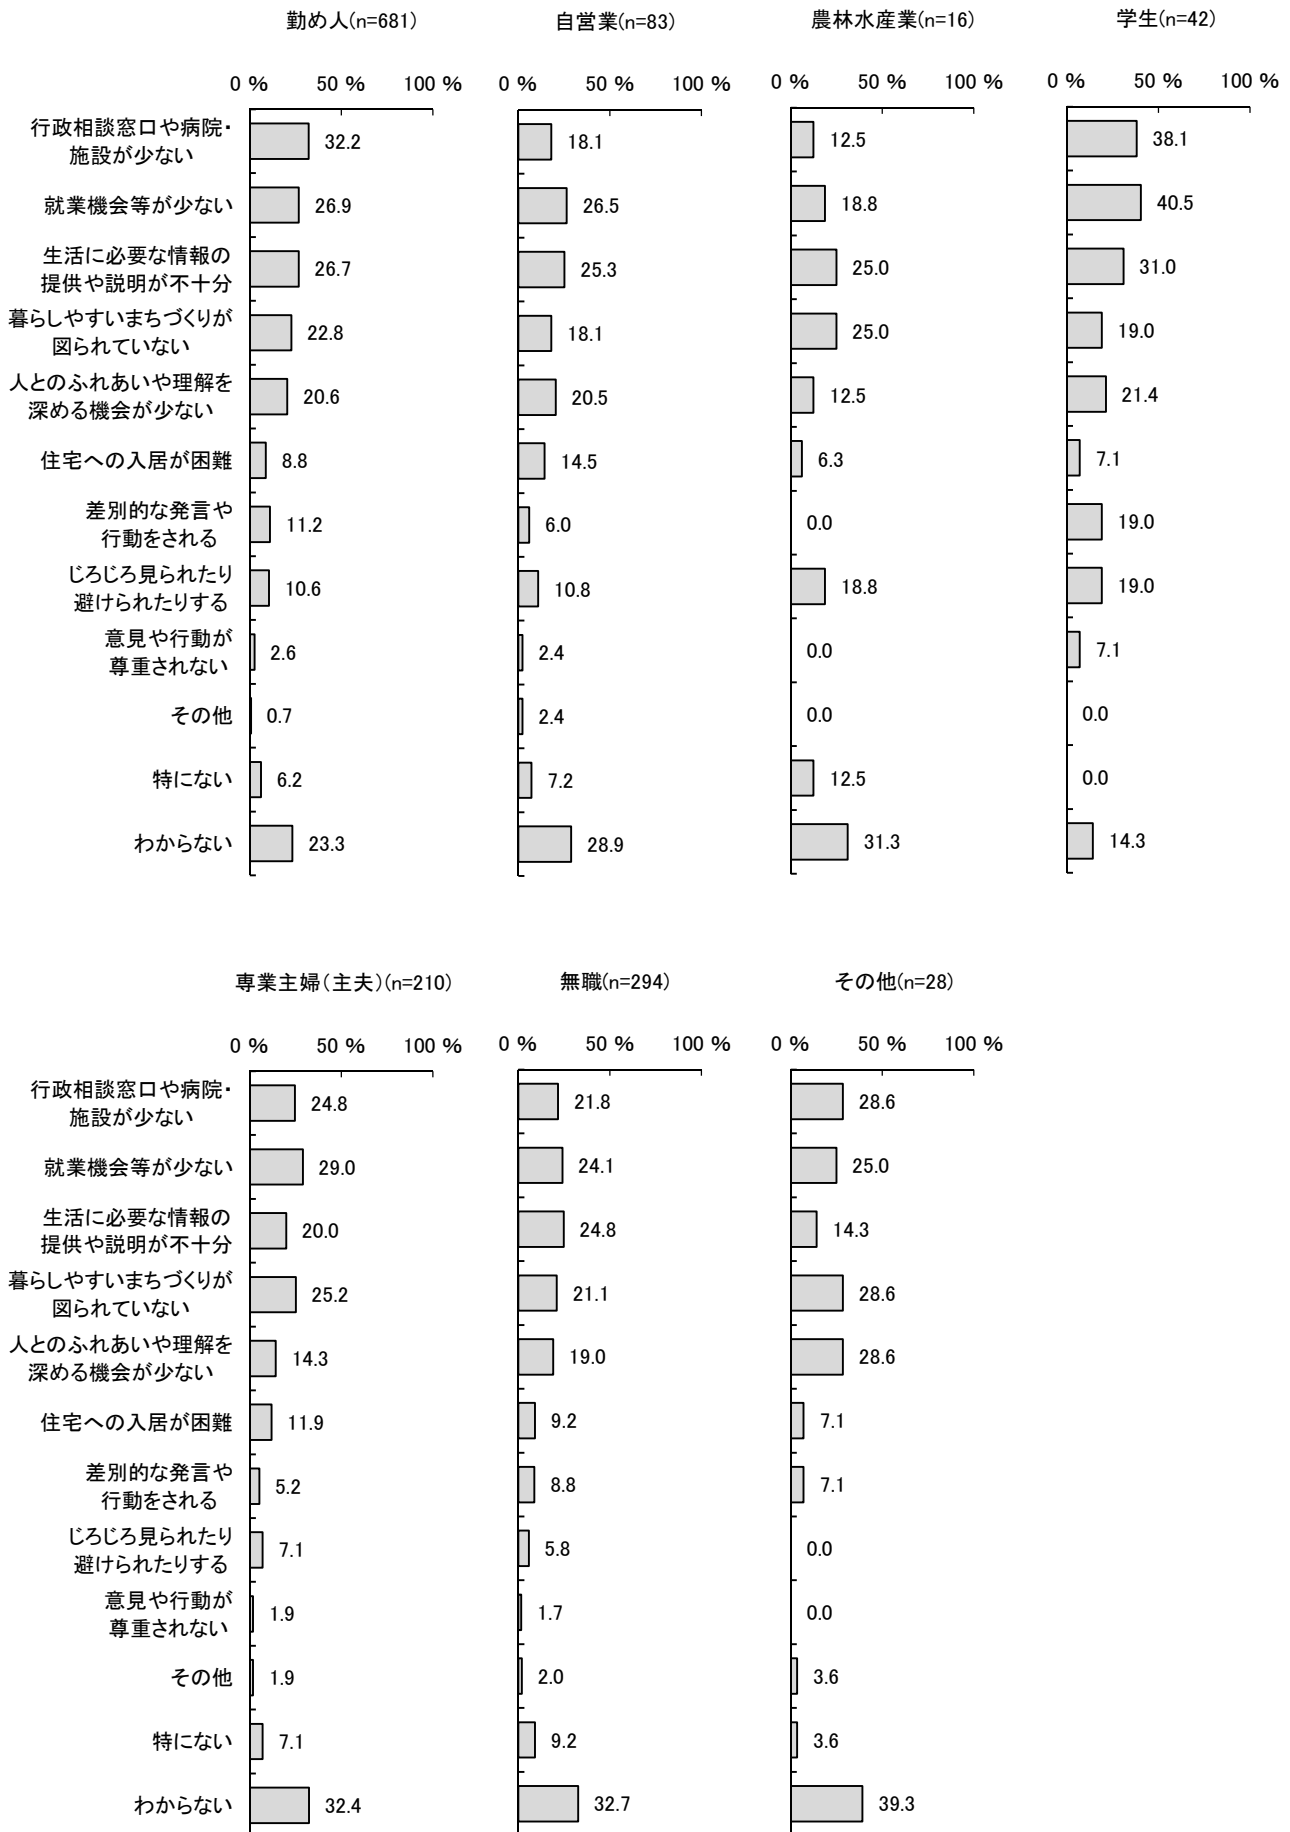 勤め人(n=681) 自営業(n=83) 農林水産業(n=16) 学生(n=42)
0 % 50 % 100 % 0 % 50 % 100 % 0 % 50 % 100 % 0 % 50 % 100 %
行政相談窓口や病院・
施設が少ない 32.2 18.1 12.5 38.1
就業機会等が少ない 26.9 26.5 18.8 40.5
生活に必要な情報の
提供や説明が不十分 26.7 25.3 25.0 31.0
暮らしやすいまちづくりが
図られていない 22.8 18.1 25.0 19.0
人とのふれあいや理解を
深める機会が少ない 20.6 20.5 12.5 21.4
住宅への入居が困難 8.8 14.5 6.3 7.1
差別的な発言や
行動をされる 11.2 6.0 0.0 19.0
じろじろ見られたり
避けられたりする 10.6 10.8 18.8 19.0
意見や行動が
尊重されない 2.6 2.4 0.0 7.1
その他 0.7 2.4 0.0 0.0
特にない 6.2 7.2 12.5 0.0
わからない 23.3 28.9 31.3 14.3
専業主婦(主夫)(n=210) 無職(n=294) その他(n=28)
0 % 50 % 100 % 0 % 50 % 100 % 0 % 50 % 100 %
行政相談窓口や病院・
施設が少ない 24.8 21.8 28.6
就業機会等が少ない 29.0 24.1 25.0
生活に必要な情報の
提供や説明が不十分 20.0 24.8 14.3
暮らしやすいまちづくりが
図られていない 25.2 21.1 28.6
人とのふれあいや理解を
深める機会が少ない 14.3 19.0 28.6
住宅への入居が困難 11.9 9.2 7.1
差別的な発言や
行動をされる 5.2 8.8 7.1
じろじろ見られたり
避けられたりする 7.1 5.8 0.0
意見や行動が
尊重されない 1.9 1.7 0.0
その他 1.9 2.0 3.6
特にない 7.1 9.2 3.6
わからない 32.4 32.7 39.3